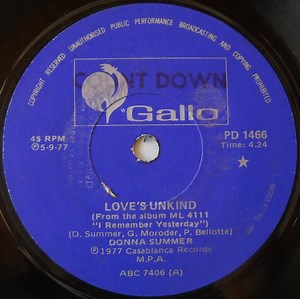 COPYRIGHT RESERVED UNAUTHORISED PUBLIC PERFORMANCE BROADCASTING AND COPYING PROHIBITED
COUNT DOWN
Gallo
45 RPM
℗5-9-77
PD 1466
Time: 4.24
LOVE'S UNKIND
(From the album ML 4111
"I Remember Yesterday")
(D. Summer, G. Moroder, P. Bellotte)
DONNA SUMMER
℗1977 Casablanca Records
M.P.A.
ABC 7406 (A)